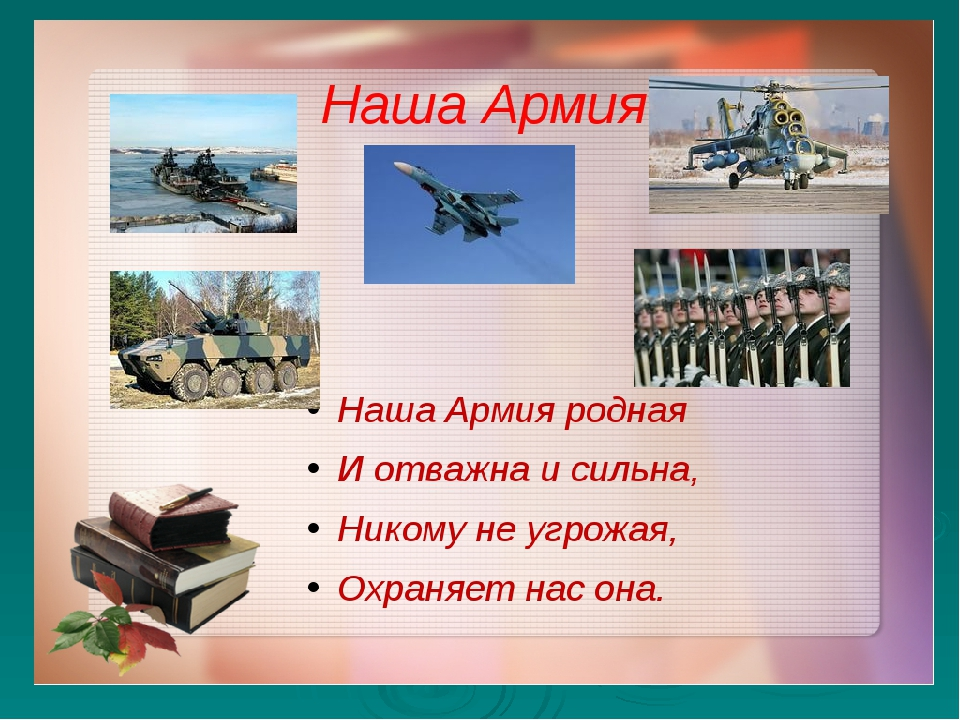 Наша Армия
Наша Армия родная
И отважна и сильна,
Никому не угрожая,
Охраняет нас она.